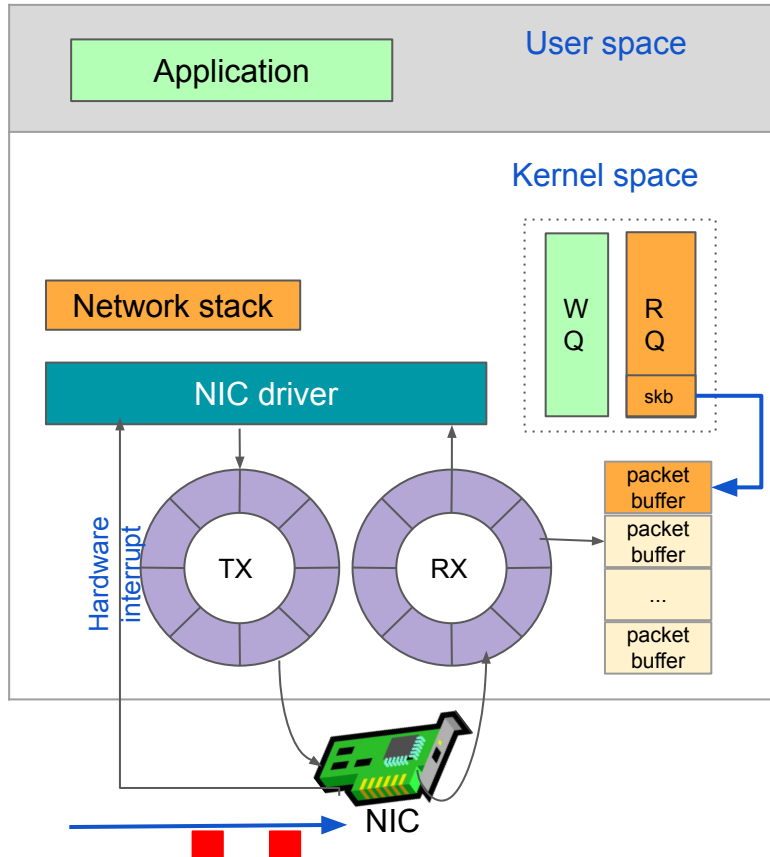 User space
Application
Kernel space
W
Q
R
Q
skb
Network stack
NIC driver
packet
buffer
packet
buffer
...
packet
buffer
Hardware
interrupt
TX
RX
NIC